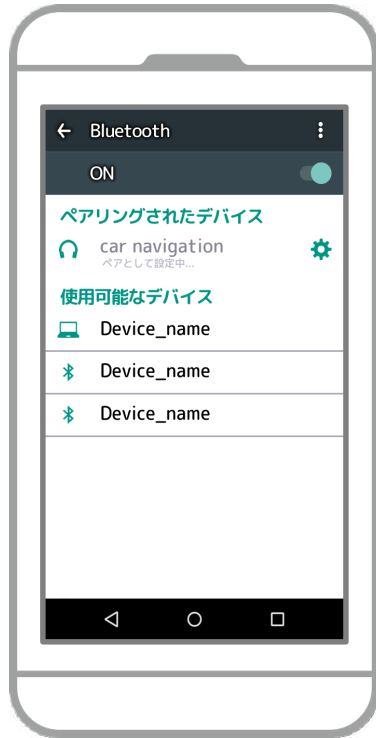 Bluetooth
ON
ペアリングされたデバイス
car navigation
ペアとして設定中...
使用可能なデバイス
Device_name
Device_name
Device_name